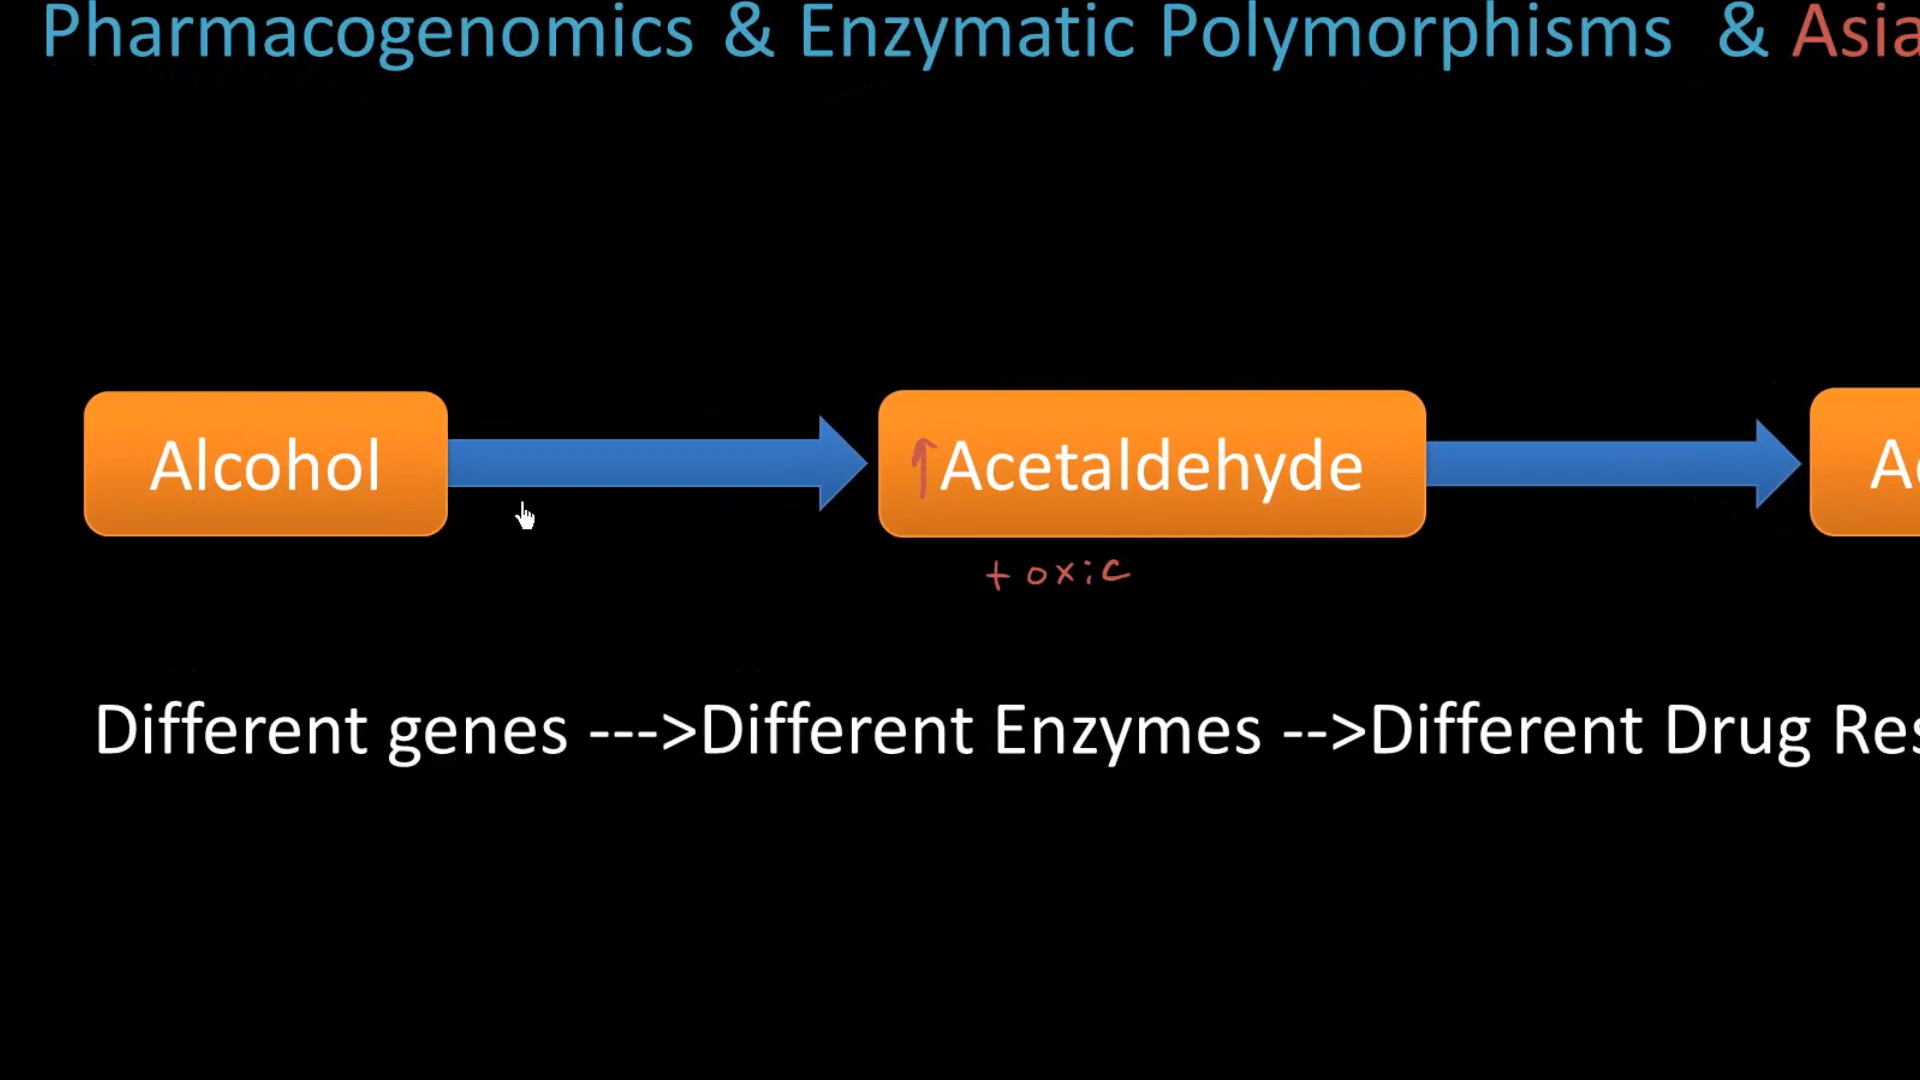 Pharmacogenomics & Enzymatic Polymorphisms & Asia
Alcohol
↑Acetaldehyde
toxic
Different genes --->Different Enzymes -->Different Drug Res